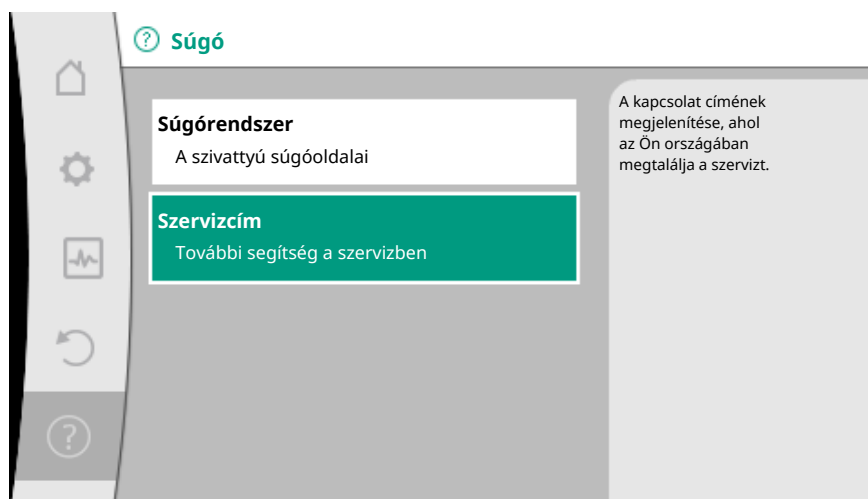 Súgó
Súgórendszer
A szivattyú súgóoldalai
Szervizcím
További segítség a szervizben
A kapcsolat címének
megjelenítése, ahol
az Ön országában
megtalálja a szervizt.